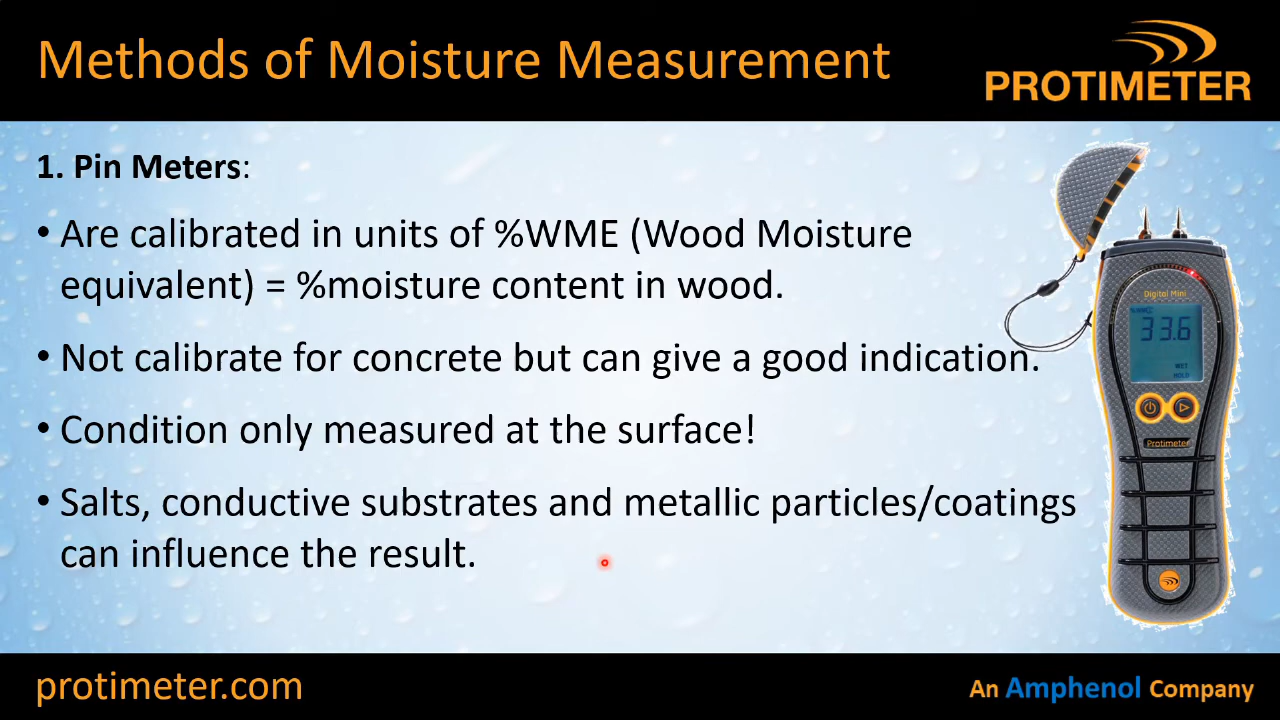 Methods of Moisture Measurement
PROTIMETER
1. Pin Meters:
• Are calibrated in units of %WME (Wood Moisture
equivalent) = %moisture content in wood.
• Not calibrate for concrete but can give a good indication.
• Condition only measured at the surface!
• Salts, conductive substrates and metallic particles/coatings
can influence the result.
Digital Mini
33.6
WET
HOLD
Protimeter
protimeter.com
An Amphenol Company